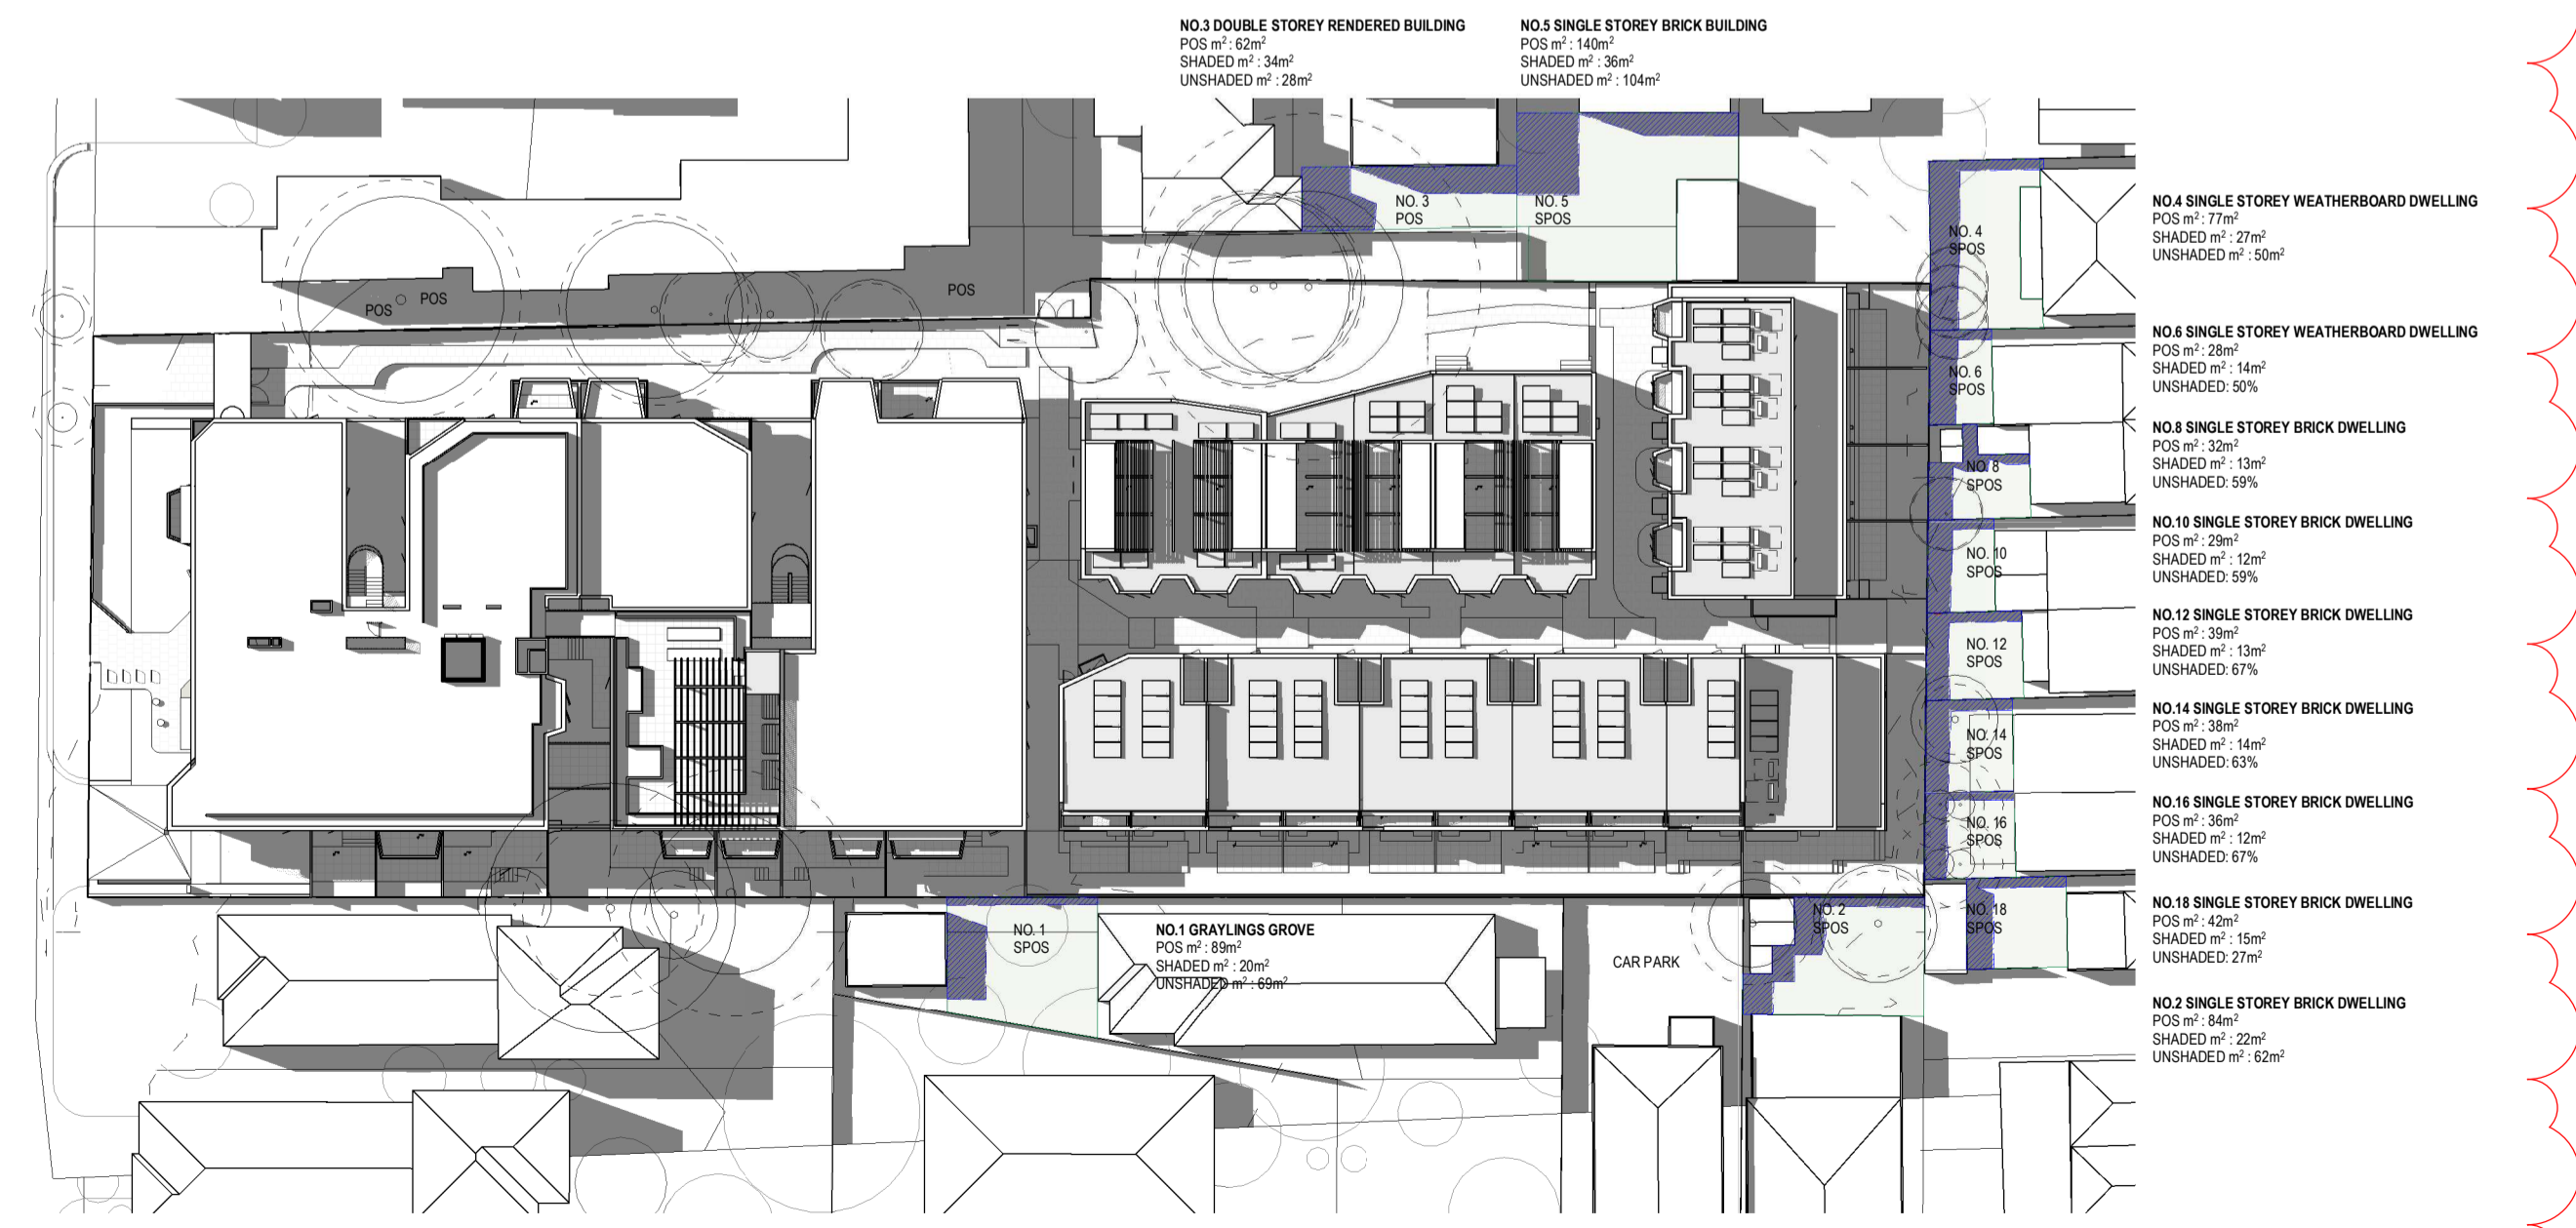 NO.3 DOUBLE STOREY RENDERED BUILDING
POS m² : 62m²
SHADED m² : 34m²
UNSHADED m² : 28m²
NO.5 SINGLE STOREY BRICK BUILDING
POS m² : 140m²
SHADED m² : 36m²
UNSHADED m² : 104m²
NO. 3
POS
NO. 5
SPOS
NO. 4
SPOS
NO.4 SINGLE STOREY WEATHERBOARD DWELLING
POS m² : 77m²
SHADED m² : 27m²
UNSHADED m² : 50m²
POS
POS
POS
NO. 6
SPOS
NO.6 SINGLE STOREY WEATHERBOARD DWELLING
POS m² : 28m²
SHADED m² : 14m²
UNSHADED: 50%
NO. 8
SPOS
NO.8 SINGLE STOREY BRICK DWELLING
POS m² : 32m²
SHADED m² : 13m²
UNSHADED: 59%
NO. 10
SPOS
NO.10 SINGLE STOREY BRICK DWELLING
POS m² : 29m²
SHADED m² : 12m²
UNSHADED: 59%
NO. 12
SPOS
NO.12 SINGLE STOREY BRICK DWELLING
POS m² : 39m²
SHADED m² : 13m²
UNSHADED: 67%
NO. 14
SPOS
NO.14 SINGLE STOREY BRICK DWELLING
POS m² : 38m²
SHADED m² : 14m²
UNSHADED: 63%
NO. 16
SPOS
NO.16 SINGLE STOREY BRICK DWELLING
POS m² : 36m²
SHADED m² : 12m²
UNSHADED: 67%
NO. 1
SPOS
NO.1 GRAYLINGS GROVE
POS m² : 89m²
SHADED m² : 20m²
UNSHADED m² : 69m²
CAR PARK
NO. 2
SPOS
NO. 18
SPOS
NO.18 SINGLE STOREY BRICK DWELLING
POS m² : 42m²
SHADED m² : 15m²
UNSHADED: 27m²
NO.2 SINGLE STOREY BRICK DWELLING
POS m² : 84m²
SHADED m² : 22m²
UNSHADED m² : 62m²